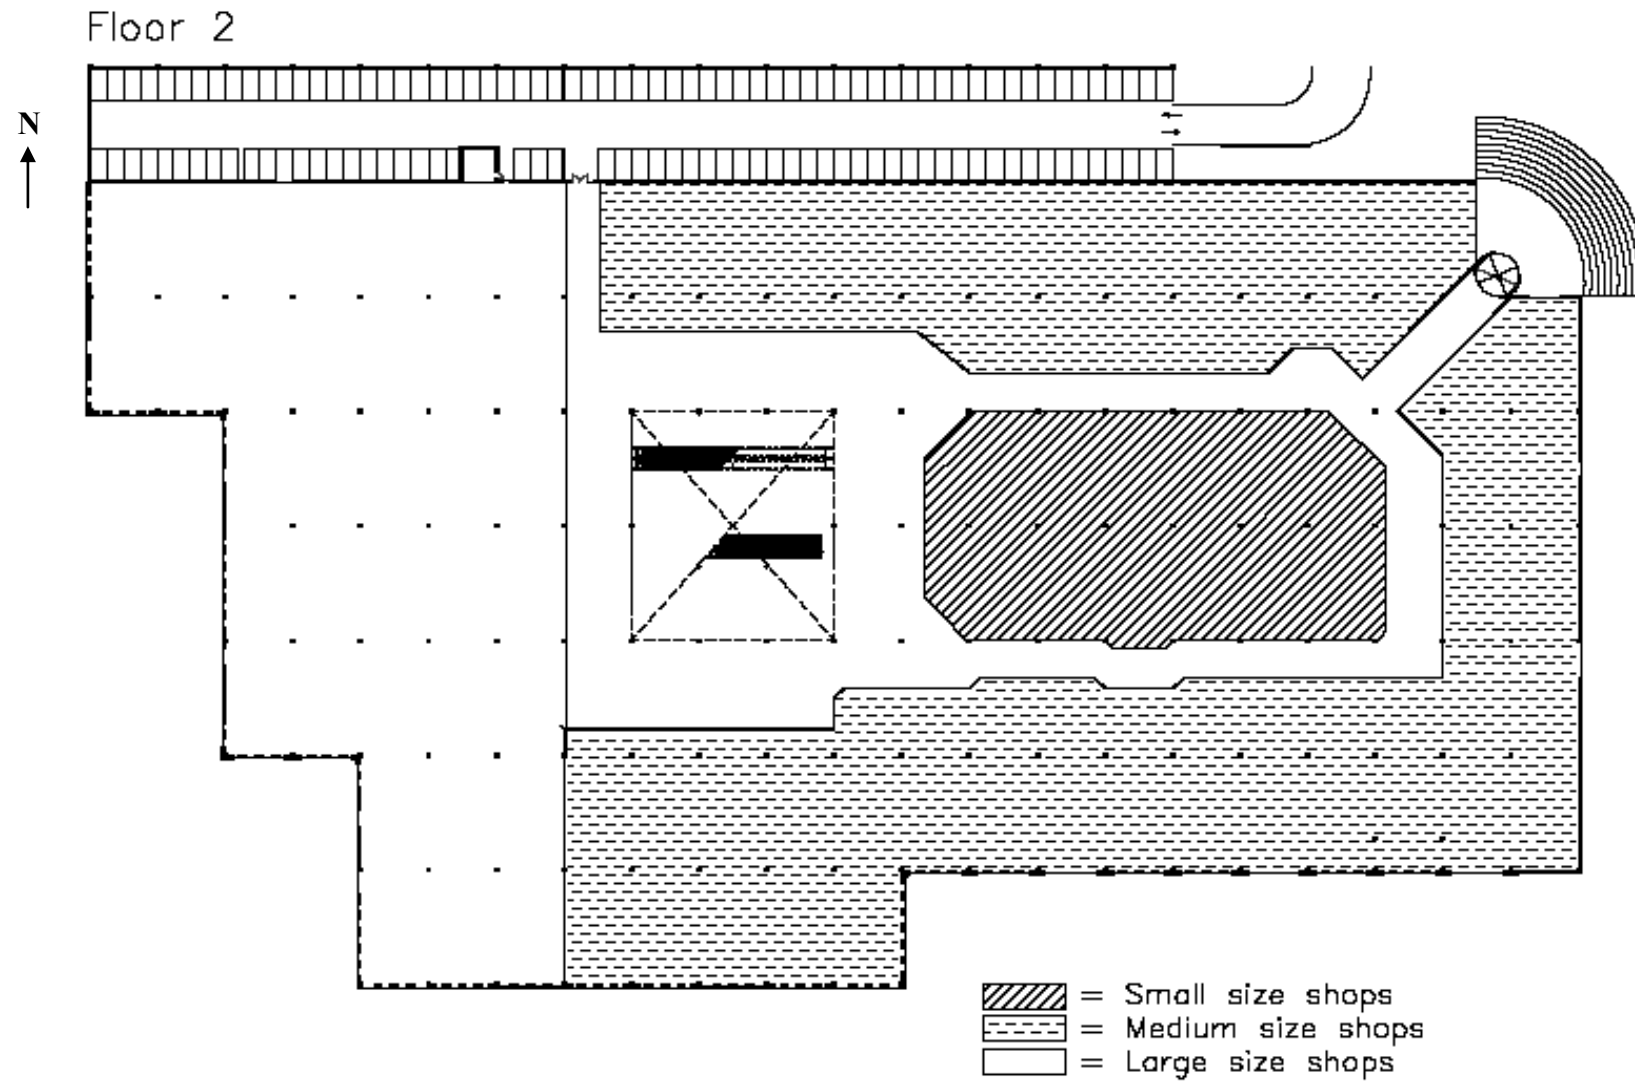 Floor 2
N
= Small size shops
= Medium size shops
= Large size shops